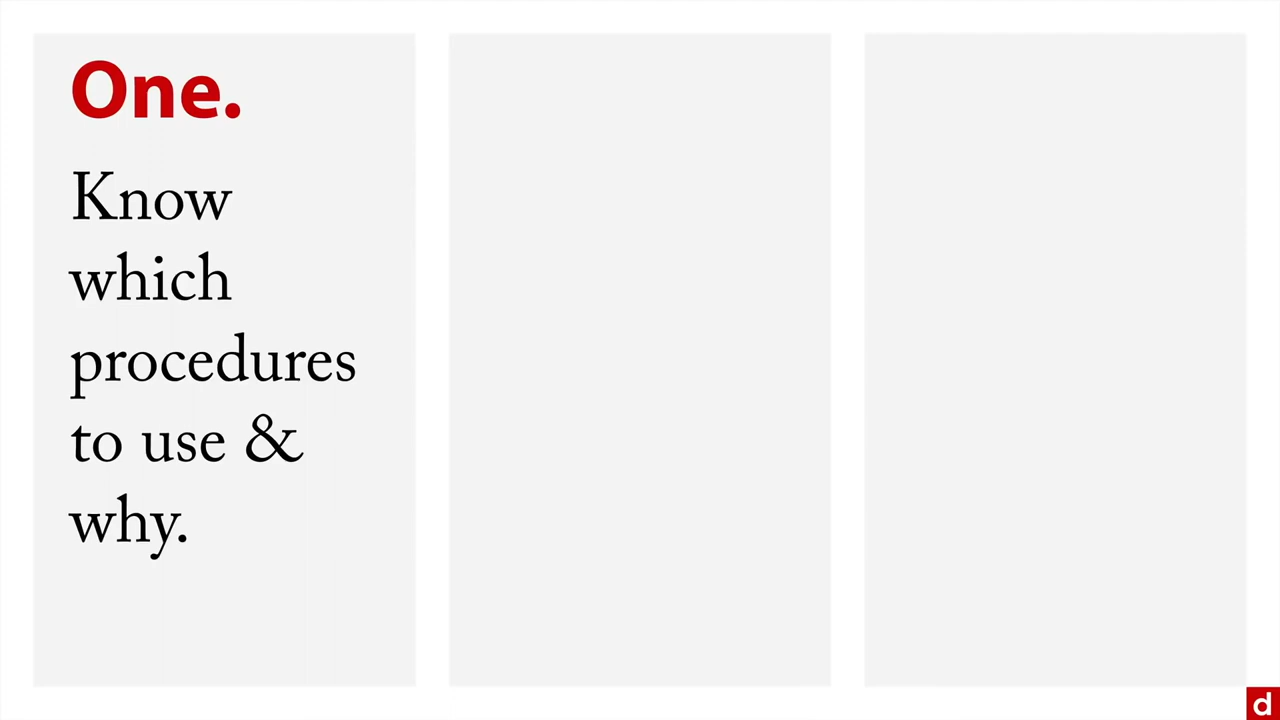 One.
Know
which
procedures
to use &
why.
d